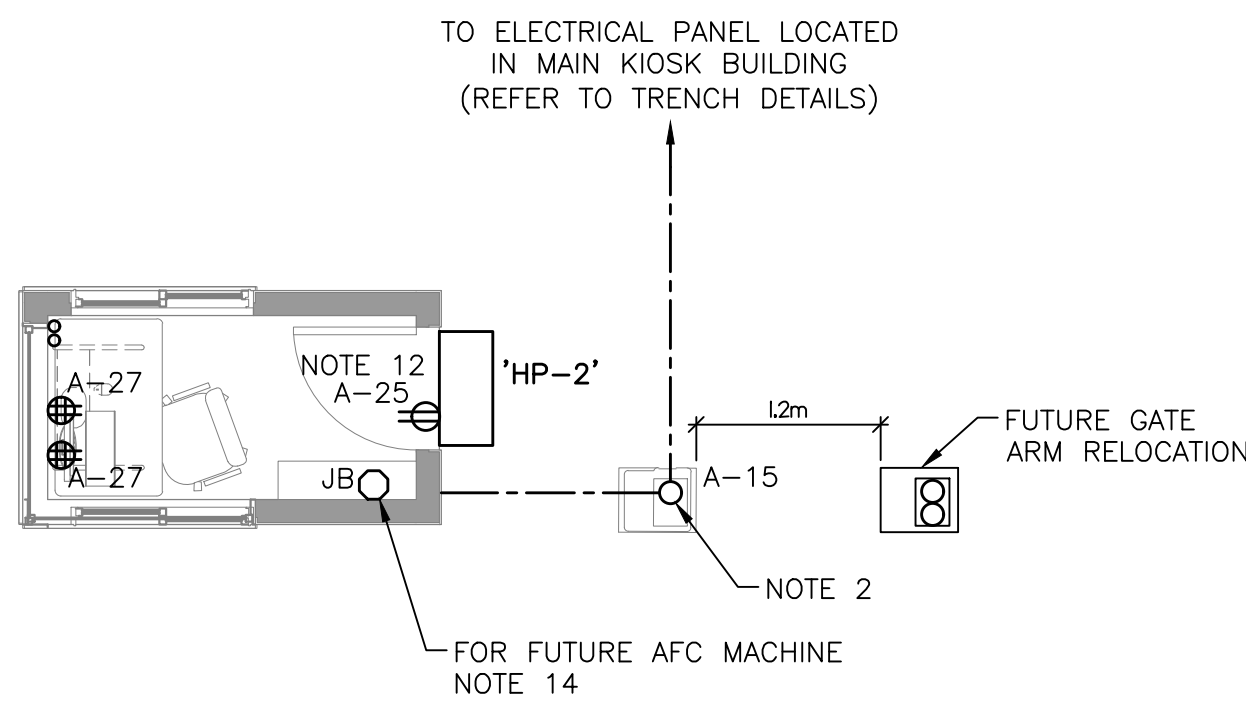 TO ELECTRICAL PANEL LOCATED
IN MAIN KIOSK BUILDING
(REFER TO TRENCH DETAILS)
NOTE 12
A-25
'HP-2'
A-27
A-27
JB
1.2m
FUTURE GATE
ARM RELOCATION
A-15
NOTE 2
FOR FUTURE AFC MACHINE
NOTE 14